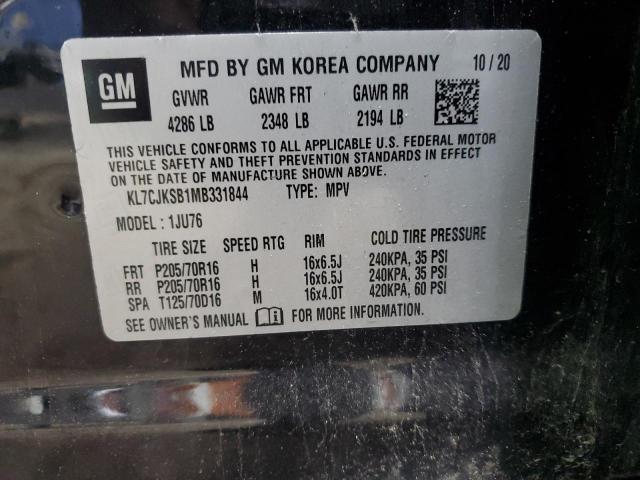 GM MFD BY GM KOREA COMPANY 10 / 20
GVWR GAWR FRT GAWR RR
4286 LB 2348 LB 2194 LB
THIS VEHICLE CONFORMS TO ALL APPLICABLE U.S. FEDERAL MOTOR
VEHICLE SAFETY AND THEFT PREVENTION STANDARDS IN EFFECT
ON THE DATE OF MANUFACTURE SHOWN ABOVE.
KL7CJKSB1MB331844 TYPE: MPV
MODEL : 1JU76
TIRE SIZE SPEED RTG RIM COLD TIRE PRESSURE
FRT P205/70R16 H 16x6.5J 240KPA, 35 PSI
RR P205/70R16 H 16x6.5J 240KPA, 35 PSI
SPA T125/70D16 M 16x4.0T 420KPA, 60 PSI
SEE OWNER'S MANUAL FOR MORE INFORMATION.